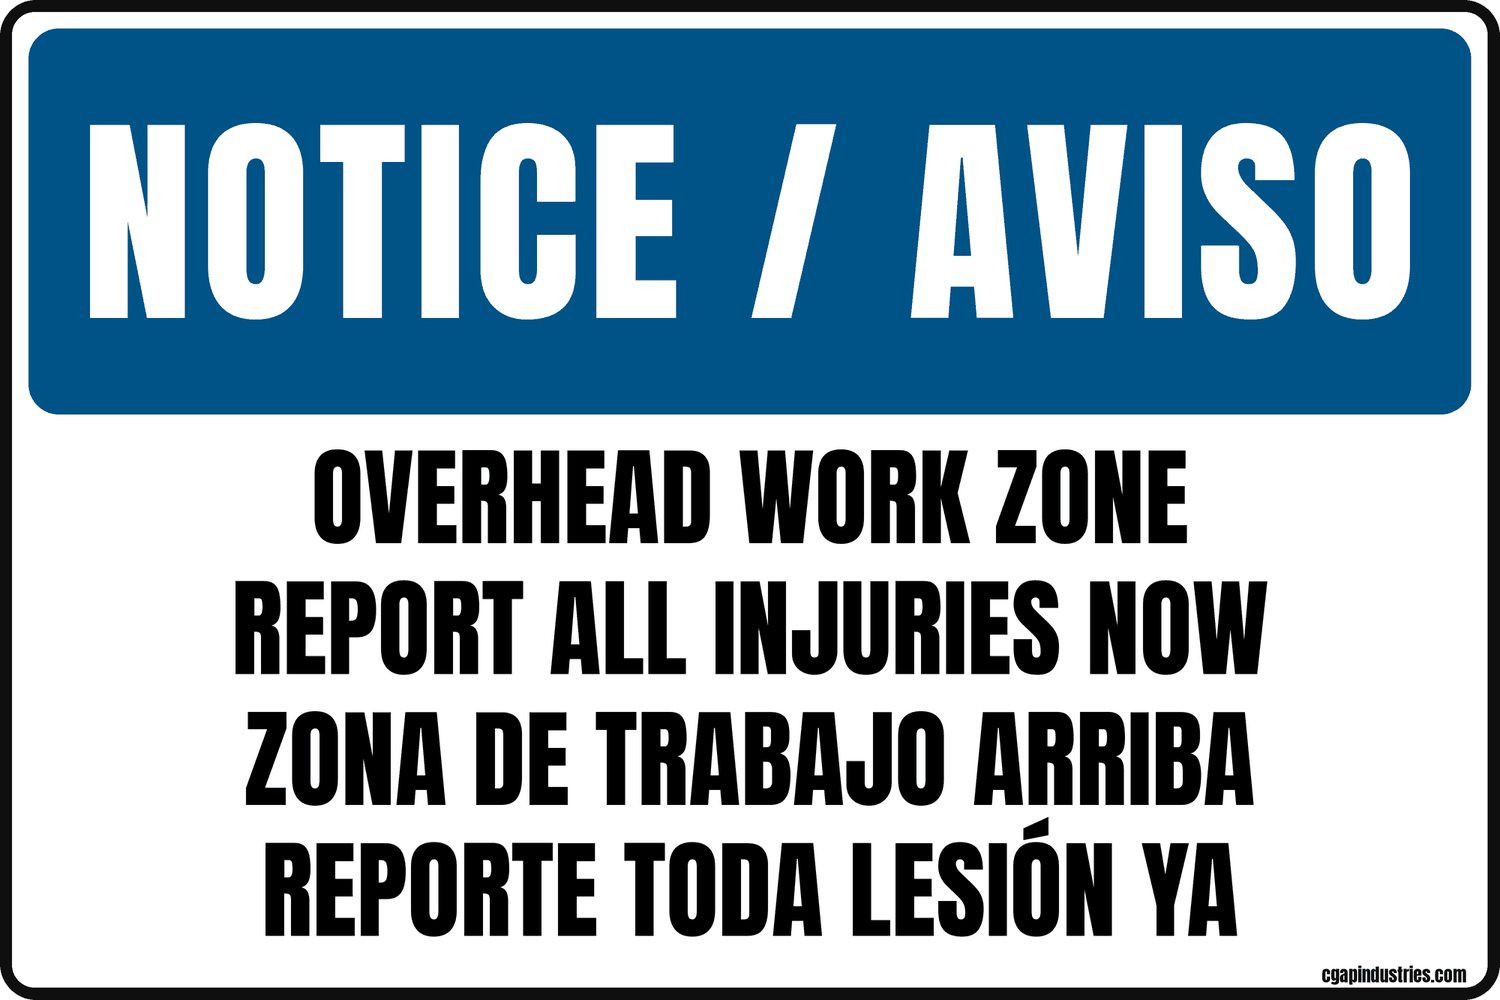 NOTICE / AVISO
OVERHEAD WORK ZONE
REPORT ALL INJURIES NOW
ZONA DE TRABAJO ARRIBA
REPORTE TODA LESIÓN YA
cgapindustries.com